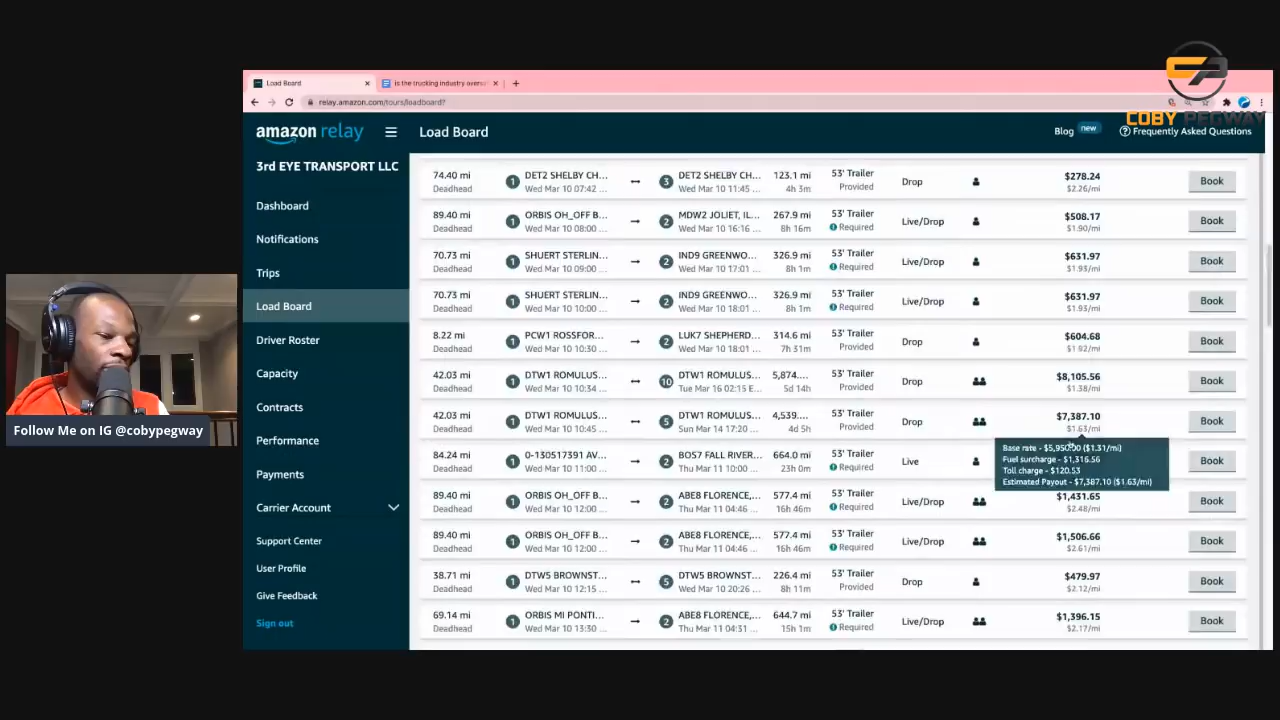 COBY PEGWAY
Load Board
is the trucking industry overs
relay.amazon.com/tours/loadboard?
amazon relay
Load Board
Blog new
Frequently Asked Questions
3rd EYE TRANSPORT LLC
Dashboard
Notifications
Trips
Load Board
Driver Roster
Capacity
Contracts
Performance
Payments
Carrier Account
Support Center
User Profile
Give Feedback
Sign out
74.40 mi 1 DET2 SHELBY CH... 3 DET2 SHELBY CH... 123.1 mi 53' Trailer Drop $278.24 Book
Deadhead Wed Mar 10 07:42 ... Wed Mar 10 11:45 ... 4h 3m Provided $2.26/mi
89.40 mi 1 ORBIS OH_OFF B... 2 MDW2 JOLIET, IL... 267.9 mi 53' Trailer Live/Drop $508.17 Book
Deadhead Wed Mar 10 08:00 ... Wed Mar 10 16:16 ... 8h 16m Required $1.90/mi
70.73 mi 1 SHUERT STERLIN... 2 IND9 GREENWO... 326.9 mi 53' Trailer Live/Drop $631.97 Book
Deadhead Wed Mar 10 09:00 ... Wed Mar 10 17:01 ... 8h 1m Required $1.93/mi
70.73 mi 1 SHUERT STERLIN... 2 IND9 GREENWO... 326.9 mi 53' Trailer Live/Drop $631.97 Book
Deadhead Wed Mar 10 10:00 ... Wed Mar 10 18:01 ... 8h 1m Required $1.93/mi
8.22 mi 1 PCW1 ROSSFOR... 2 LUK7 SHEPHERD... 314.6 mi 53' Trailer Drop $604.68 Book
Deadhead Wed Mar 10 10:30 ... Wed Mar 10 18:01 ... 7h 31m Provided $1.92/mi
42.03 mi 1 DTW1 ROMULUS... 10 DTW1 ROMULUS... 5,874.... 53' Trailer Drop $8,105.56 Book
Deadhead Wed Mar 10 10:34 ... Tue Mar 16 02:15 E... 5d 14h Provided $1.38/mi
42.03 mi 1 DTW1 ROMULUS... 5 DTW1 ROMULUS... 4,539.... 53' Trailer Drop $7,387.10 Book
Deadhead Wed Mar 10 10:45 ... Sun Mar 14 17:20 ... 4d 5h Provided $1.63/mi
84.24 mi 1 0-130517391 AV... 2 BOS7 FALL RIVER... 664.0 mi 53' Trailer Live Book
Deadhead Wed Mar 10 11:00 ... Thu Mar 11 10:00 ... 23h 0m Required
Base rate - $5,950.00 ($1.31/mi)
Fuel surcharge - $1,316.56
Toll charge - $120.53
Estimated Payout - $7,387.10 ($1.63/mi)
89.40 mi 1 ORBIS OH_OFF B... 2 ABE8 FLORENCE,... 577.4 mi 53' Trailer Live/Drop $1,431.65 Book
Deadhead Wed Mar 10 12:00 ... Thu Mar 11 04:46 ... 16h 46m Required $2.48/mi
89.40 mi 1 ORBIS OH_OFF B... 2 ABE8 FLORENCE,... 577.4 mi 53' Trailer Live/Drop $1,506.66 Book
Deadhead Wed Mar 10 12:00 ... Thu Mar 11 04:46 ... 16h 46m Required $2.61/mi
38.71 mi 1 DTW5 BROWNST... 5 DTW5 BROWNST... 226.4 mi 53' Trailer Drop $479.97 Book
Deadhead Wed Mar 10 12:15 ... Wed Mar 10 20:26 ... 8h 11m Provided $2.12/mi
69.14 mi 1 ORBIS MI PONTI... 2 ABE8 FLORENCE,... 644.7 mi 53' Trailer Live/Drop $1,396.15 Book
Deadhead Wed Mar 10 13:30 ... Thu Mar 11 04:31 ... 15h 1m Required $2.17/mi
Follow Me on IG @cobypegway